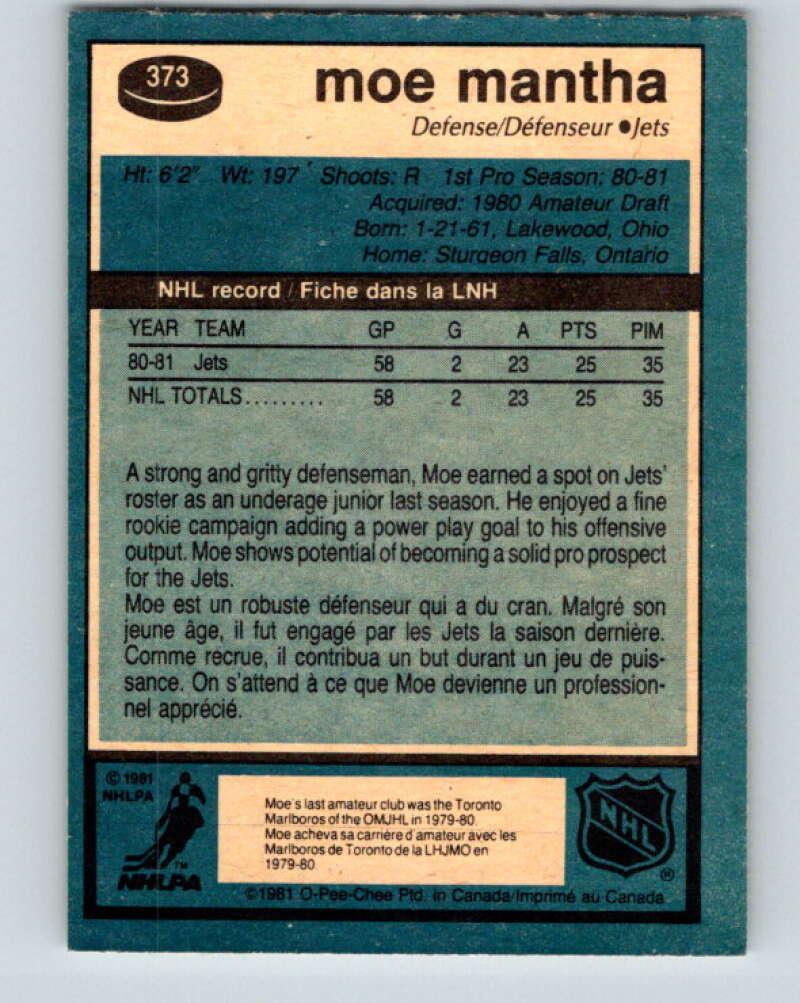 373
moe mantha
Defense/Défenseur ●Jets
Ht: 6'2" Wt: 197 Shoots: R 1st Pro Season: 80-81
Acquired: 1980 Amateur Draft
Born: 1-21-61, Lakewood, Ohio
Home: Sturgeon Falls, Ontario
NHL record / Fiche dans la LNH
YEAR TEAM GP G A PTS PIM
80-81 Jets 58 2 23 25 35
NHL TOTALS......... 58 2 23 25 35
A strong and gritty defenseman, Moe earned a spot on Jets'
roster as an underage junior last season. He enjoyed a fine
rookie campaign adding a power play goal to his offensive
output. Moe shows potential of becoming a solid pro prospect
for the Jets.
Moe est un robuste défenseur qui a du cran. Malgré son
jeune âge, il fut engagé par les Jets la saison dernière.
Comme recrue, il contribua un but durant un jeu de puis-
sance. On s'attend à ce que Moe devienne un profession-
nel apprécié.
© 1981
NHLPA
Moe's last amateur club was the Toronto
Marlboros of the OMJHL in 1979-80.
Moe acheva sa carrière d'amateur avec les
Marlboros de Toronto de la LHJMO en
1979-80.
NHL
®
TM
NHLPA
©1981 O-Pee-Chee Ptd. in Canada/Imprimé au Canada